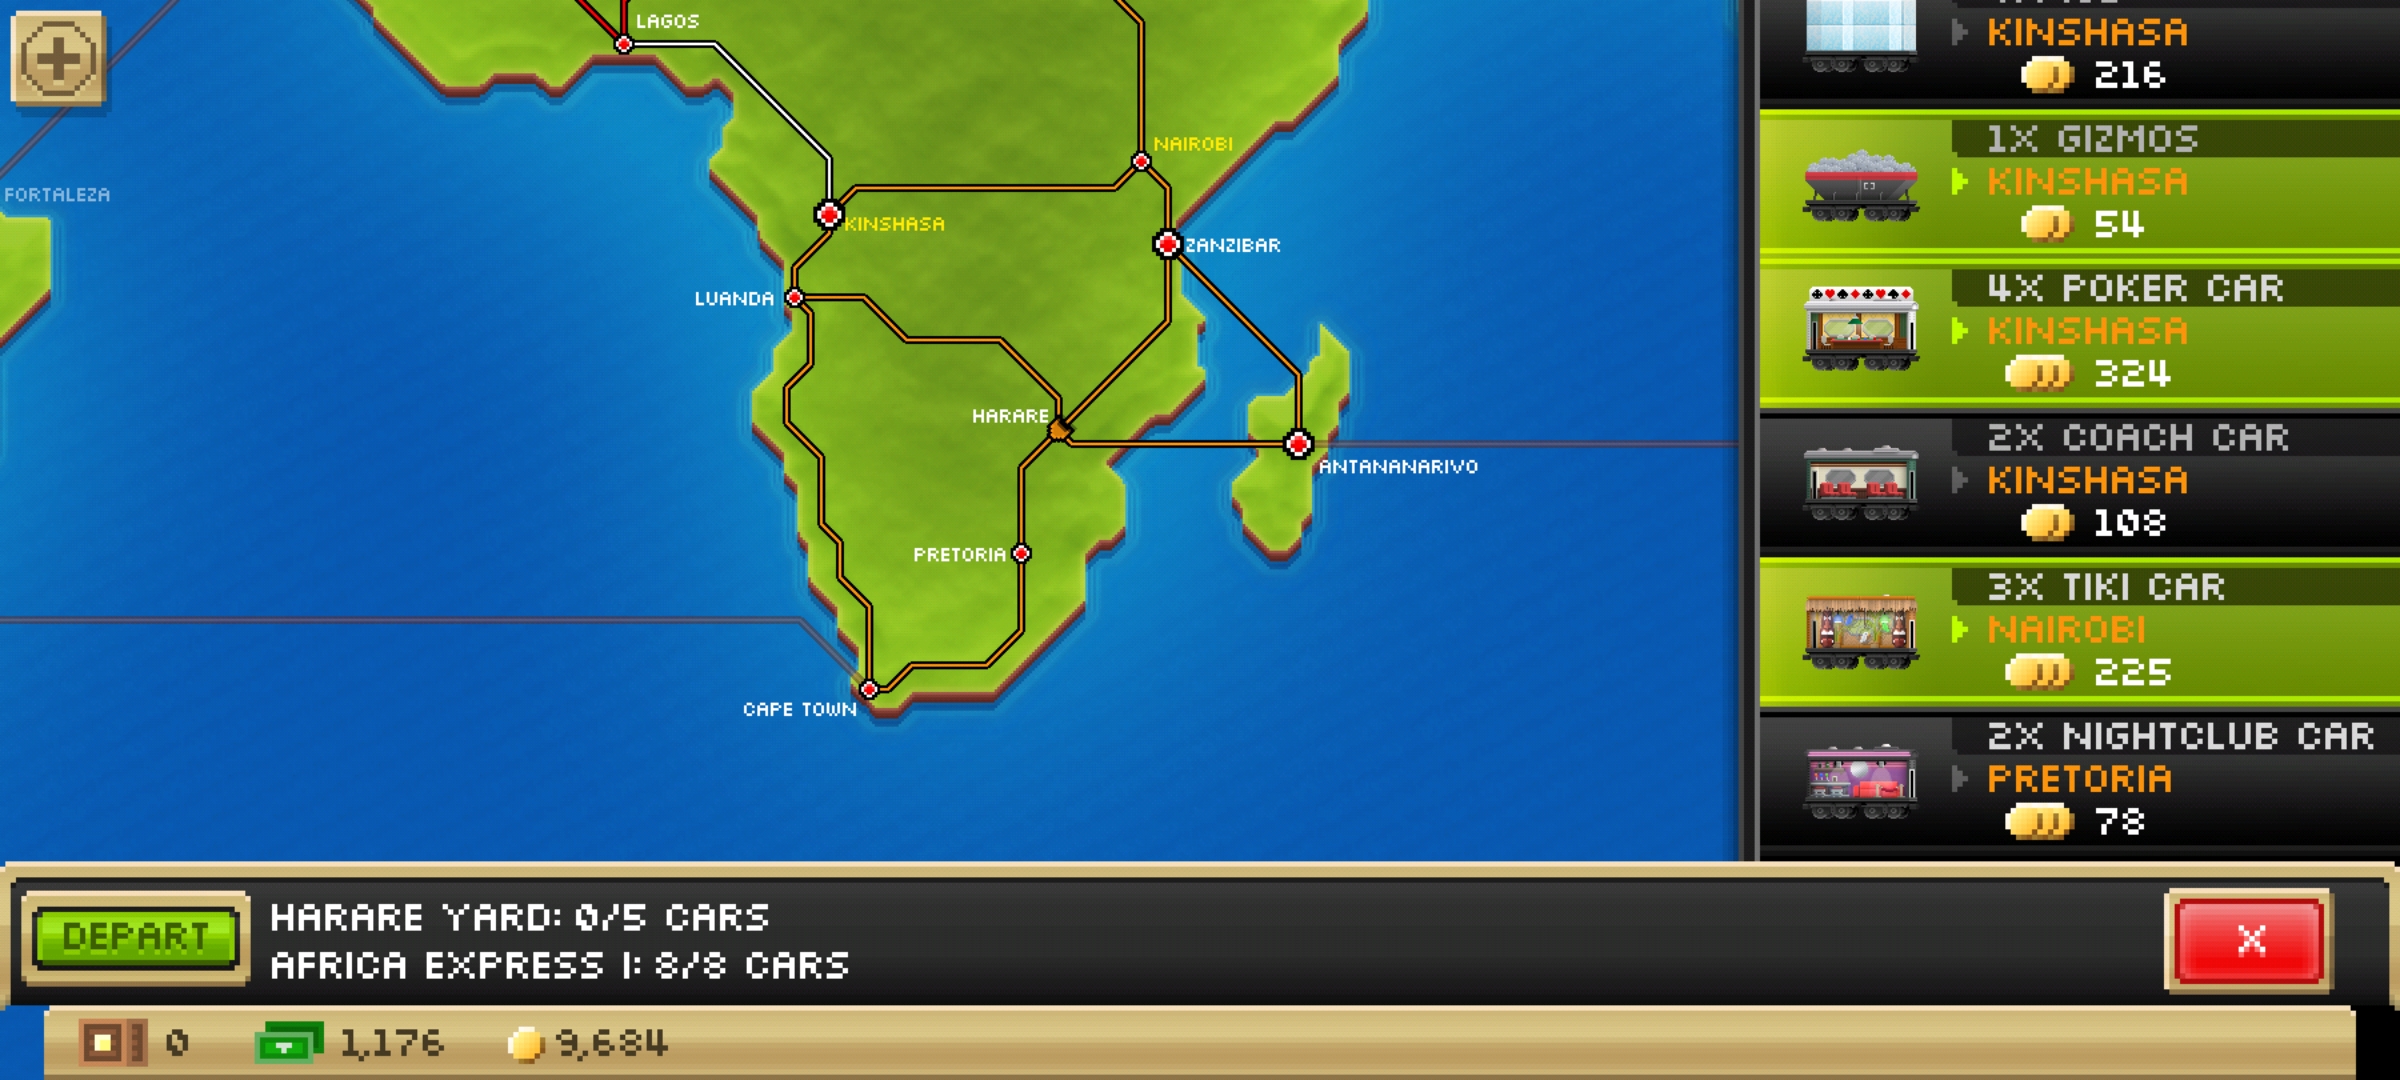 LAGOS
NAIROBI
FORTALEZA
KINSHASA
ZANZIBAR
LUANDA
HARARE
ANTANANARIVO
PRETORIA
CAPE TOWN
KINSHASA
216
1X GIZMOS
KINSHASA
54
4X POKER CAR
KINSHASA
324
2X COACH CAR
KINSHASA
108
3X TIKI CAR
NAIROBI
225
2X NIGHTCLUB CAR
PRETORIA
78
DEPART
HARARE YARD: 0/5 CARS
AFRICA EXPRESS I: 8/8 CARS
X
0 1,176 9,684